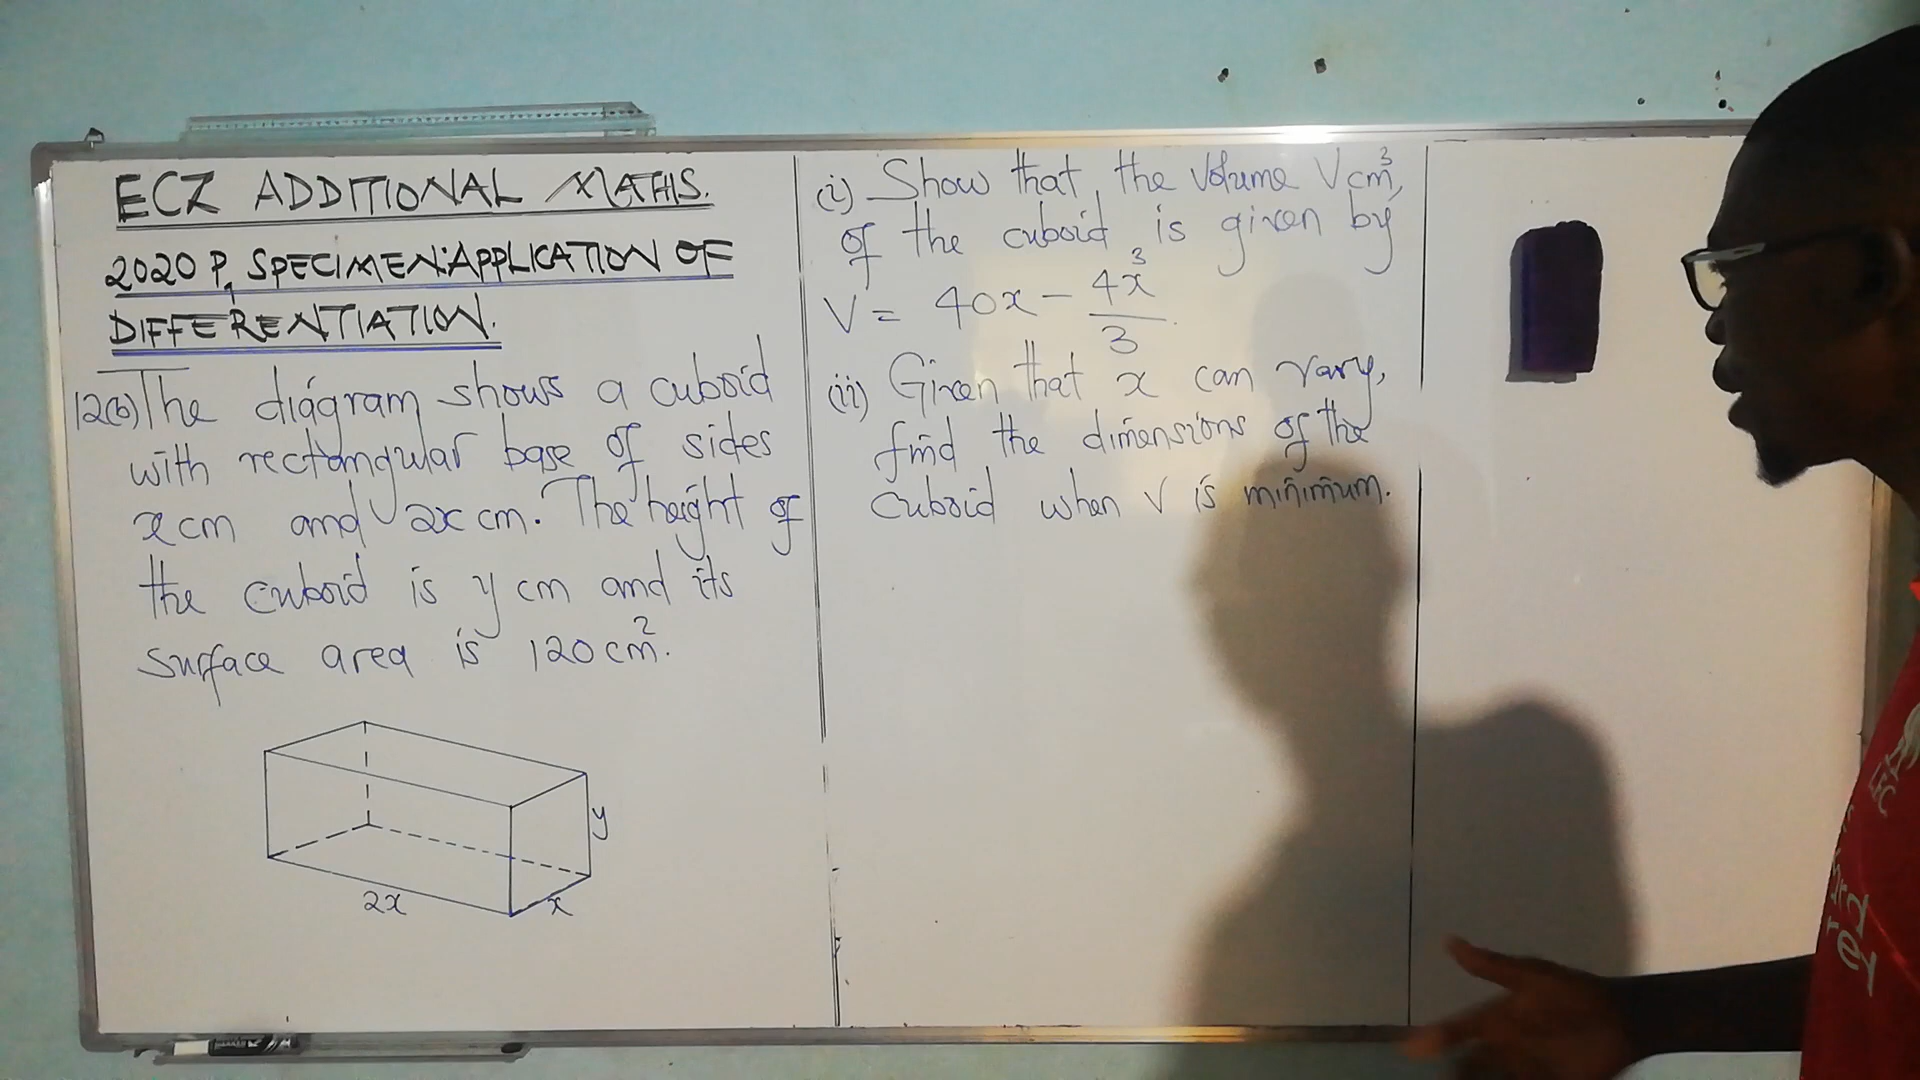 ECZ ADDITIONAL MATHS.
2020 P1 SPECIMEN: APPLICATION OF
DIFFERENTIATION.
12(b) The diagram shows a cuboid
with rectangular base of sides
x cm and 2x cm. The height of
the cuboid is y cm and its
surface area is 120 cm².
y
2x
x
(i) Show that, the volume V cm³,
of the cuboid, is given by
V = 40x - 4x³
3
(ii) Given that x can vary,
find the dimensions of the
cuboid when V is minimum.